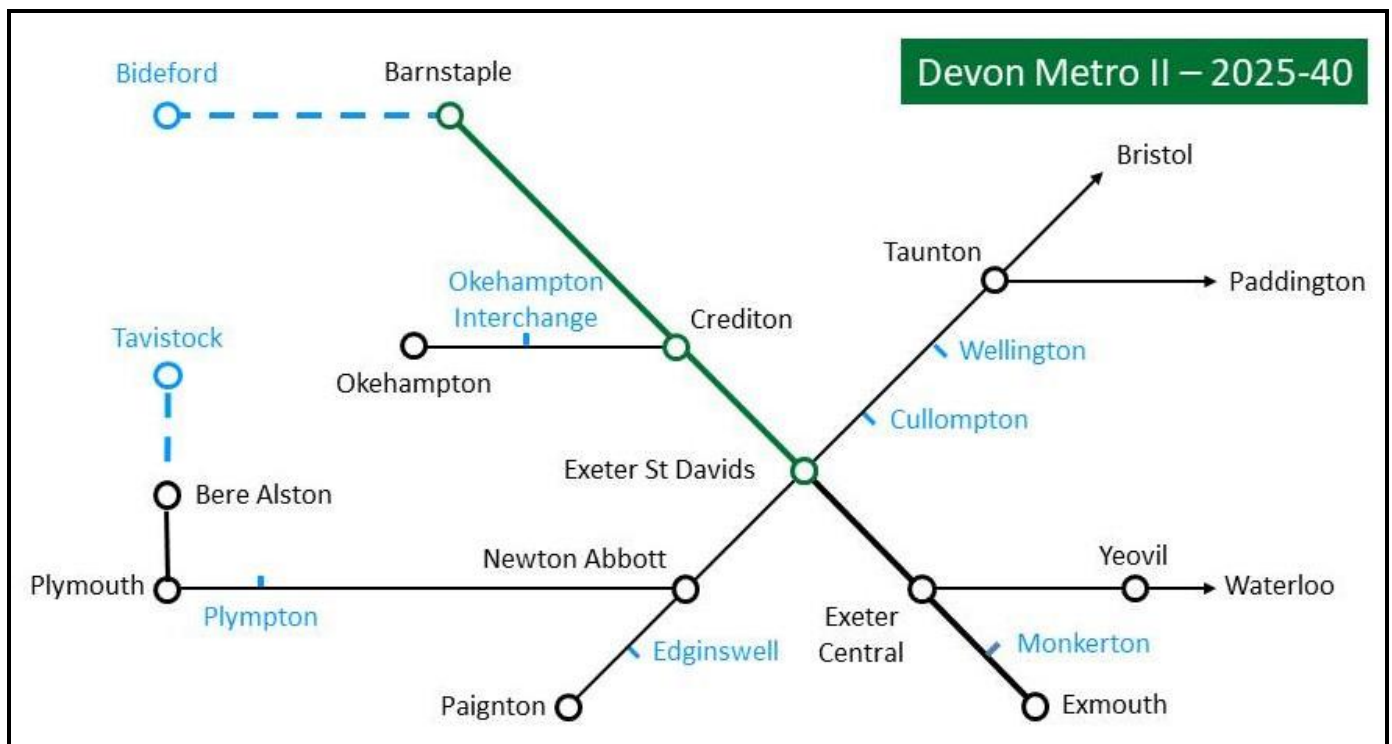 Devon Metro II – 2025-40
Bideford
Barnstaple
Bristol
Taunton
Paddington
Okehampton
Interchange
Crediton
Tavistock
Wellington
Okehampton
Cullompton
Exeter St Davids
Bere Alston
Newton Abbott
Yeovil
Plymouth
Waterloo
Plympton
Exeter
Central
Edginswell
Monkerton
Paignton
Exmouth